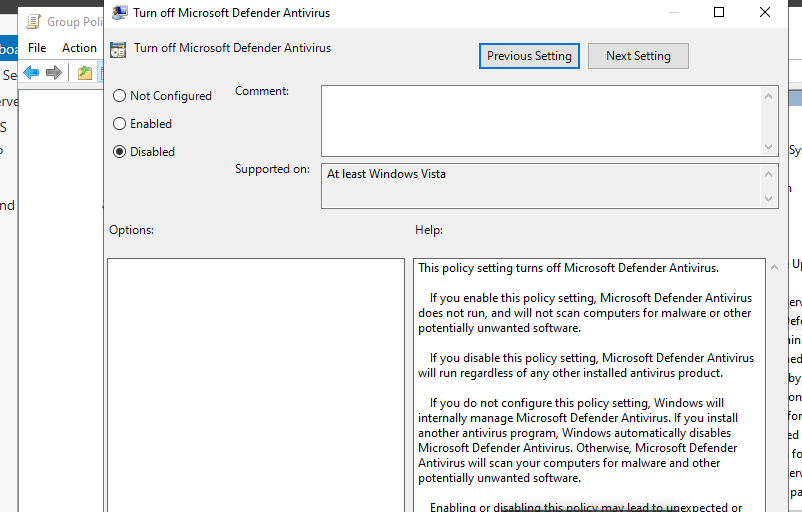 Group Poli
Turn off Microsoft Defender Antivirus
File Action
Turn off Microsoft Defender Antivirus
Previous Setting
Next Setting
Not Configured
Enabled
Disabled
Comment:
Supported on:
At least Windows Vista
Options:
Help:
This policy setting turns off Microsoft Defender Antivirus.
If you enable this policy setting, Microsoft Defender Antivirus
does not run, and will not scan computers for malware or other
potentially unwanted software.
If you disable this policy setting, Microsoft Defender Antivirus
will run regardless of any other installed antivirus product.
If you do not configure this policy setting, Windows will
internally manage Microsoft Defender Antivirus. If you install
another antivirus program, Windows automatically disables
Microsoft Defender Antivirus. Otherwise, Microsoft Defender
Antivirus will scan your computers for malware and other
potentially unwanted software.
Enabling or disabling this policy may lead to unexpected or